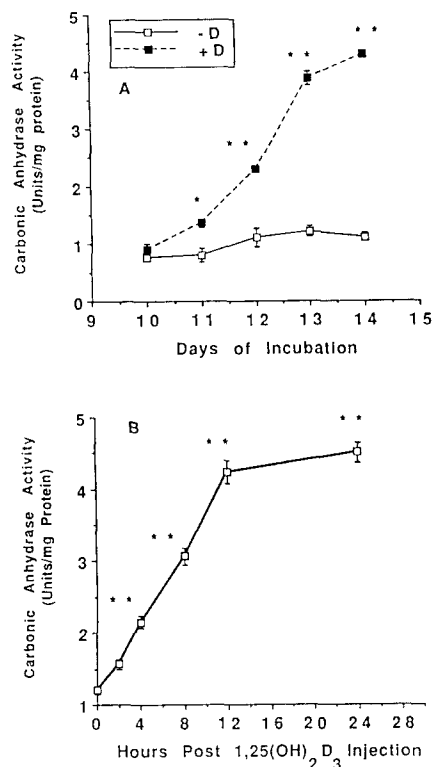 - D
+ D
A
Carbonic Anhydrase Activity
(Units/mg protein)
5
4
3
2
1
0
* *
* *
* *
*
9 10 11 12 13 14 15
Days of Incubation
B
Carbonic Anhydrase Activity
(Units/mg Protein)
5
4
3
2
1
* *
* *
* *
* *
0 4 8 12 16 20 24 28
Hours Post 1,25(OH)2D3 Injection